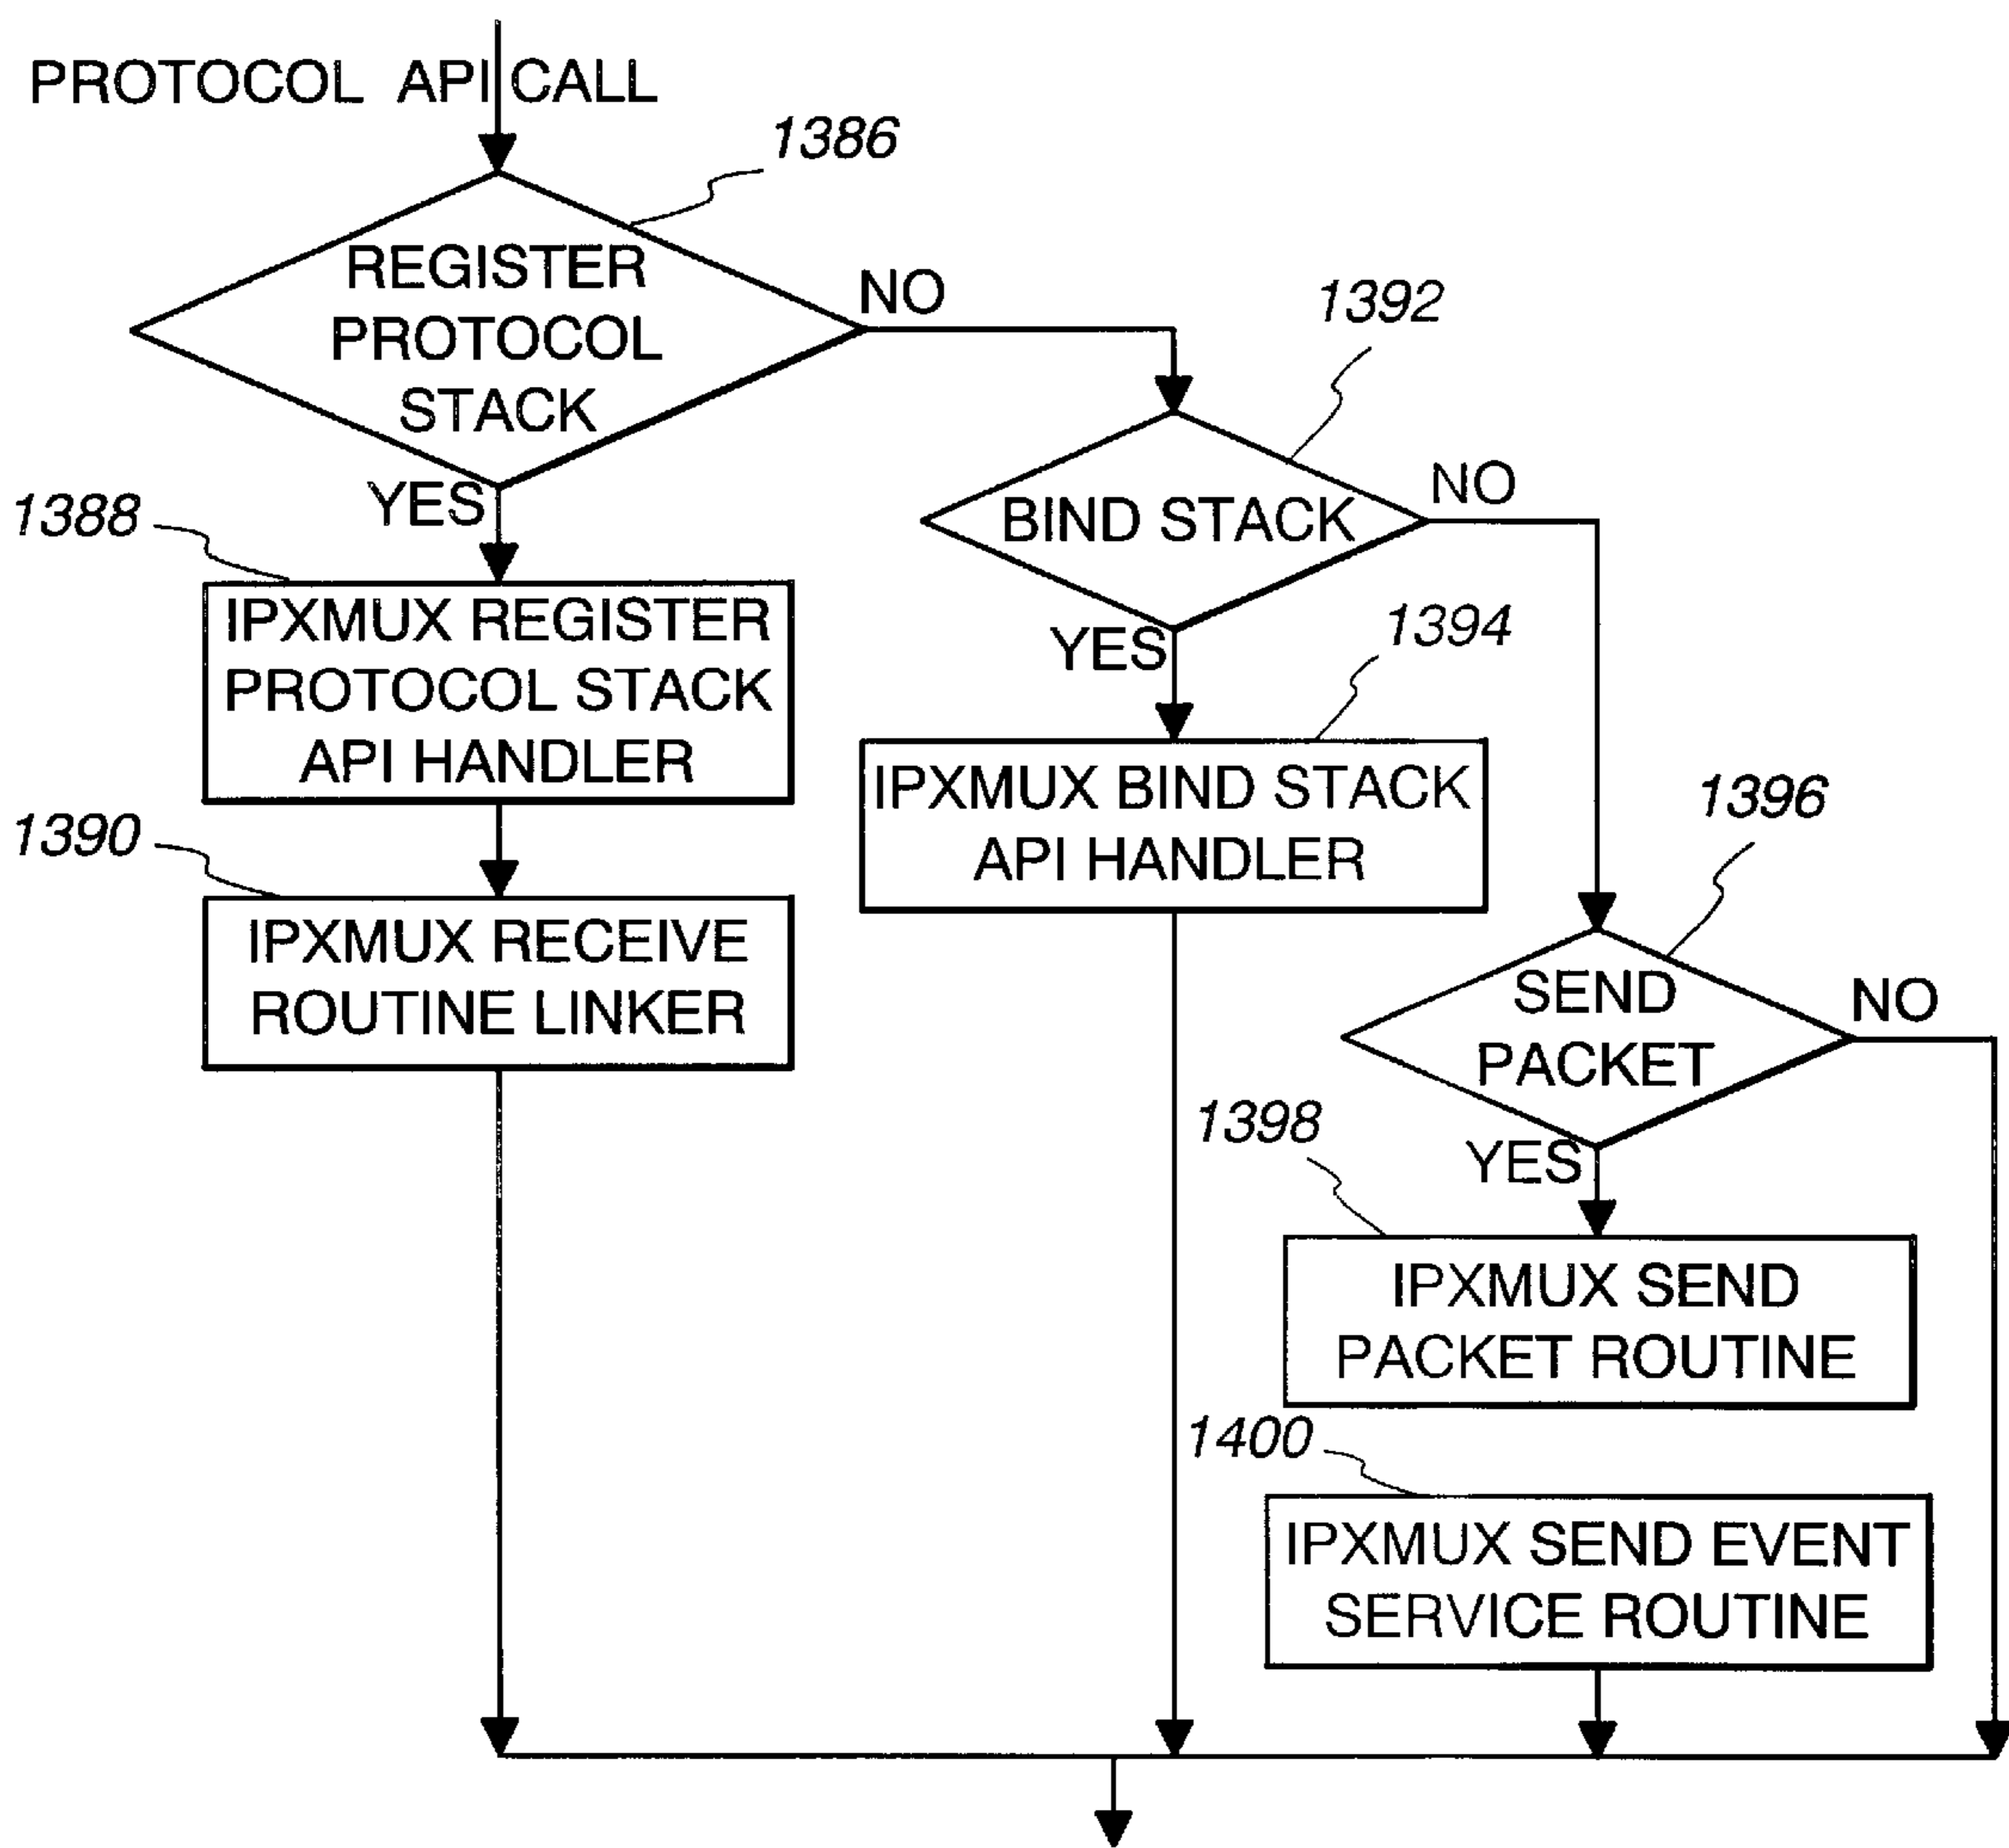 PROTOCOL API CALL
1386
REGISTER
PROTOCOL
STACK
NO
YES
1392
BIND STACK
NO
YES
1388
IPXMUX REGISTER
PROTOCOL STACK
API HANDLER
1394
IPXMUX BIND STACK
API HANDLER
1390
IPXMUX RECEIVE
ROUTINE LINKER
1396
SEND
PACKET
NO
YES
1398
IPXMUX SEND
PACKET ROUTINE
1400
IPXMUX SEND EVENT
SERVICE ROUTINE